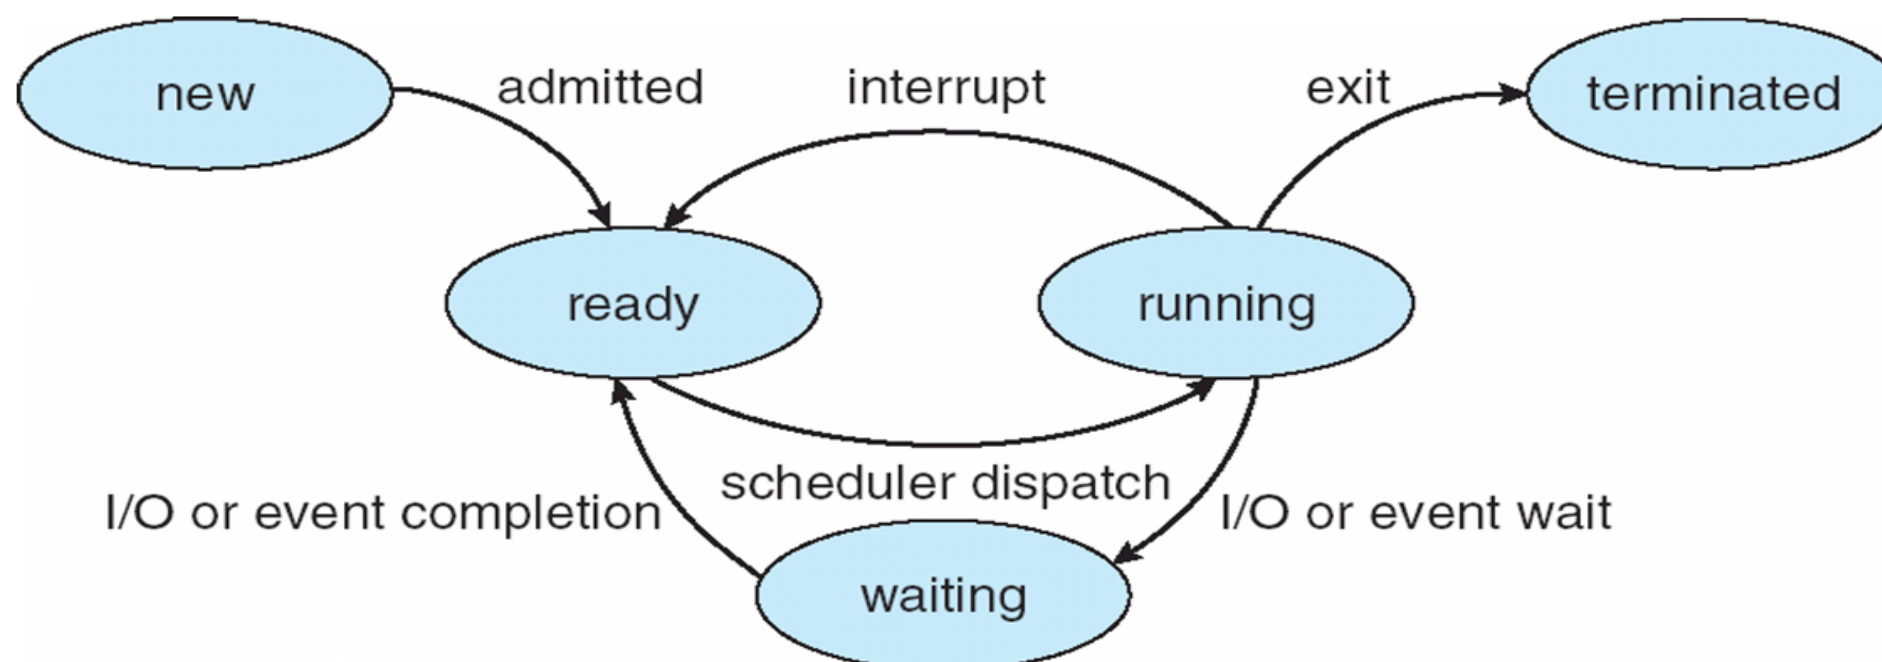 new
admitted
interrupt
exit
terminated
ready
running
scheduler dispatch
I/O or event completion
I/O or event wait
waiting